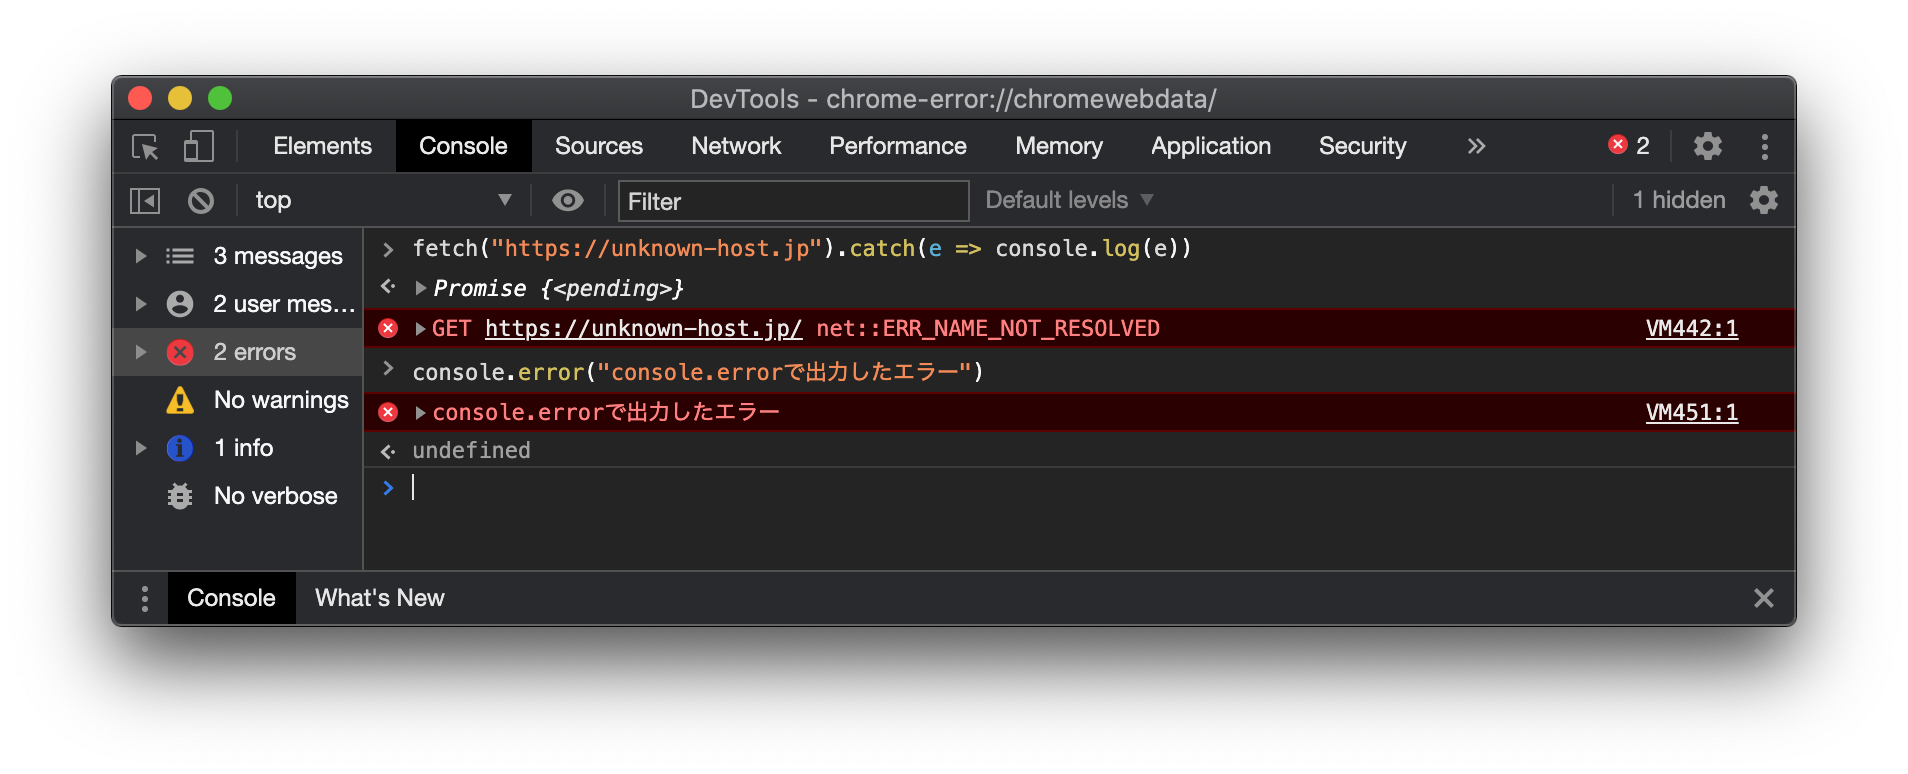 DevTools - chrome-error://chromewebdata/
Elements Console Sources Network Performance Memory Application Security » 2
top Filter Default levels 1 hidden
3 messages
2 user mes…
2 errors
No warnings
1 info
No verbose
> fetch("https://unknown-host.jp").catch(e => console.log(e))
Promise {<pending>}
GET https://unknown-host.jp/ net::ERR_NAME_NOT_RESOLVED VM442:1
> console.error("console.errorで出力したエラー")
console.errorで出力したエラー VM451:1
undefined
>
Console What's New